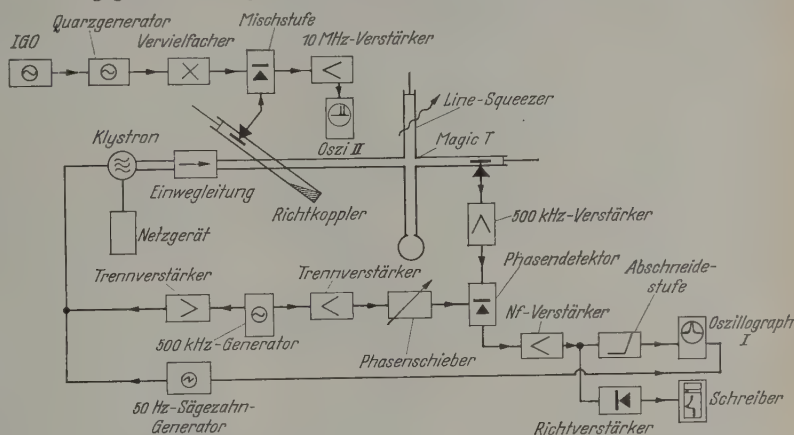 IGO
Quarzgenerator
Vervielfacher
Mischstufe
10 MHz-Verstärker
Line-Squeezer
Klystron
Oszi II
Magic T
Einwegleitung
Richtkoppler
500 kHz-Verstärker
Netzgerät
Phasendetektor
Trennverstärker
Trennverstärker
Abschneide-
stufe
Nf-Verstärker
Oszillograph
I
500 kHz-Generator
Phasenschieber
50 Hz-Sägezahn-
Generator
Schreiber
Richtverstärker